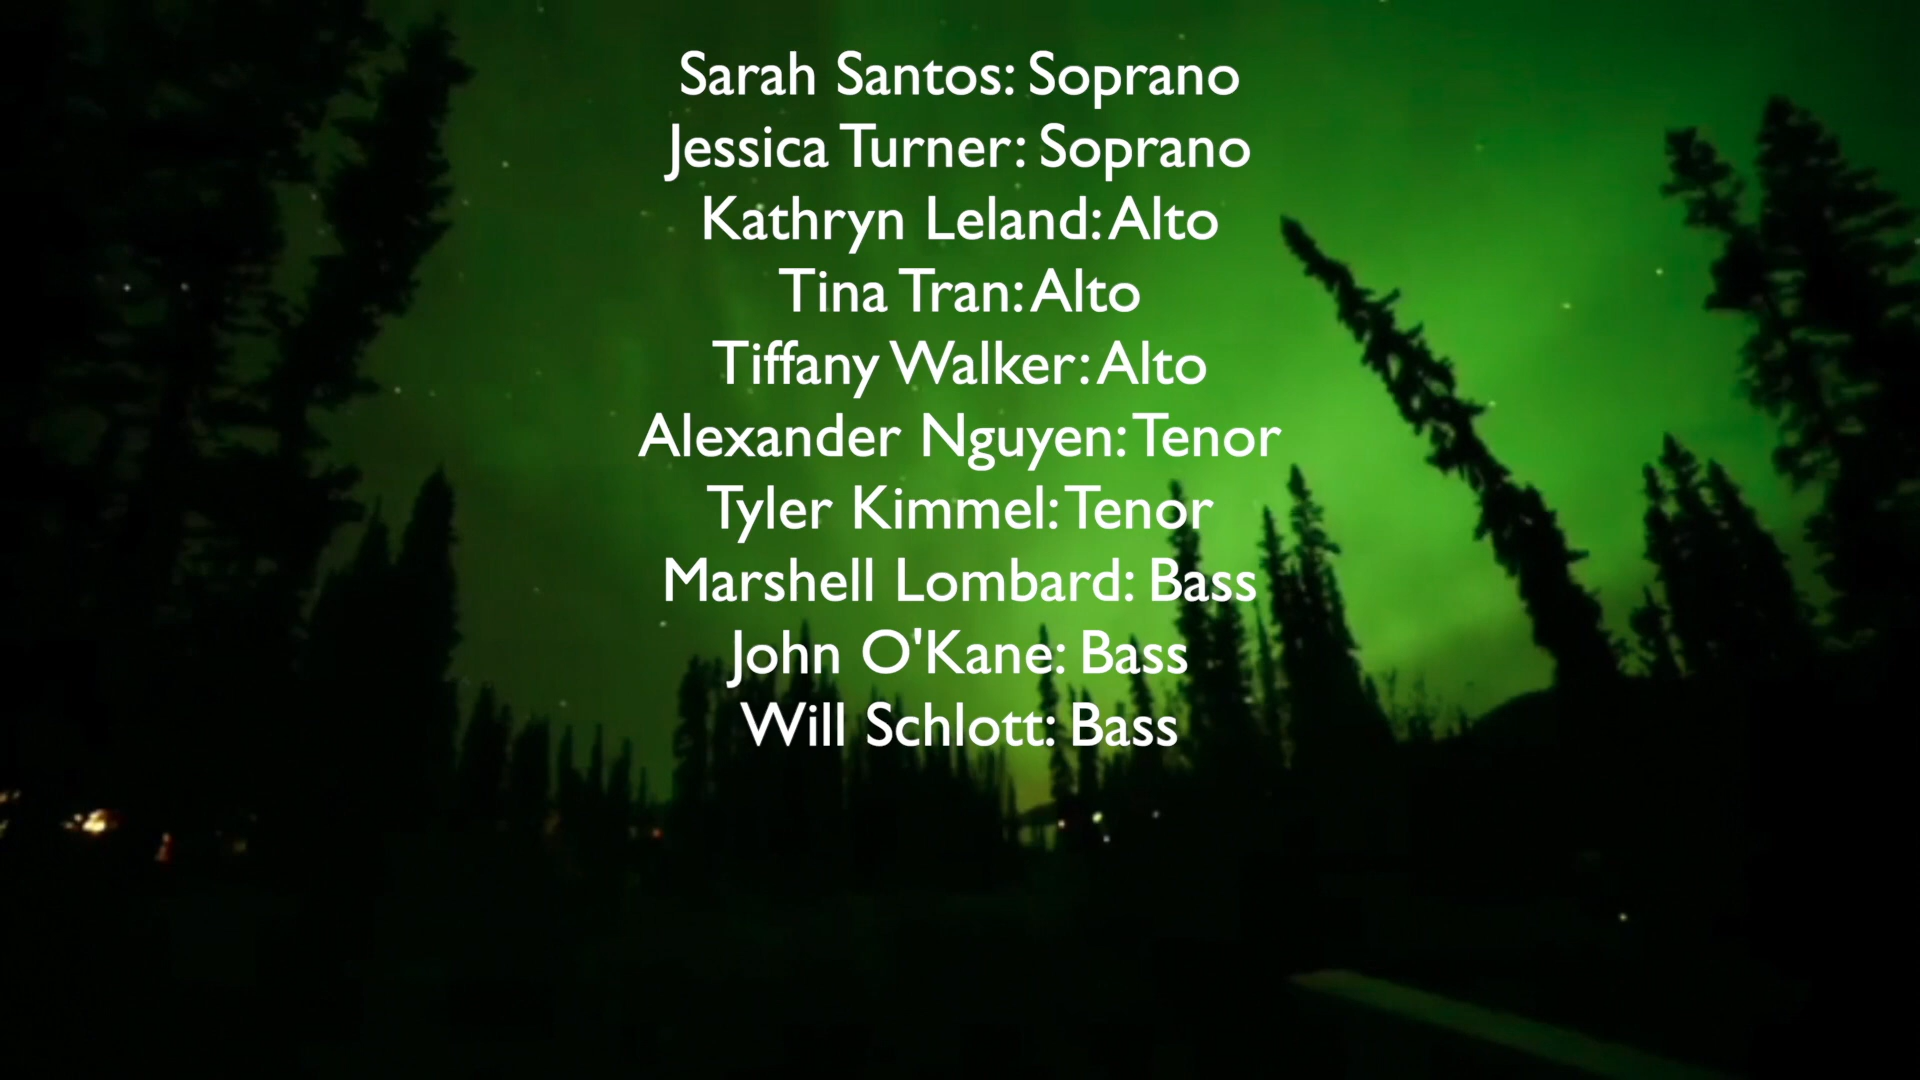 Sarah Santos: Soprano
Jessica Turner: Soprano
Kathryn Leland: Alto
Tina Tran: Alto
Tiffany Walker: Alto
Alexander Nguyen: Tenor
Tyler Kimmel: Tenor
Marshell Lombard: Bass
John O'Kane: Bass
Will Schlott: Bass